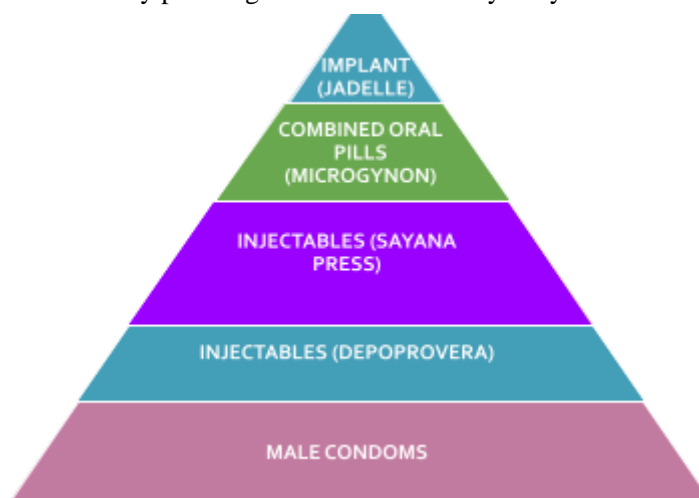 IMPLANT
(JADELLE)
COMBINED ORAL
PILLS
(MICROGYNON)
INJECTABLES (SAYANA
PRESS)
INJECTABLES (DEPOPROVERA)
MALE CONDOMS